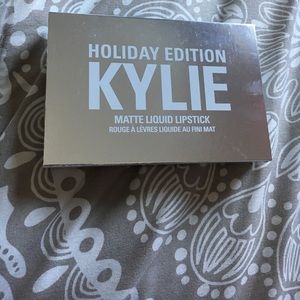 HOLIDAY EDITION
KYLIE
MATTE LIQUID LIPSTICK
ROUGE À LÈVRES LIQUIDE AU FINI MAT